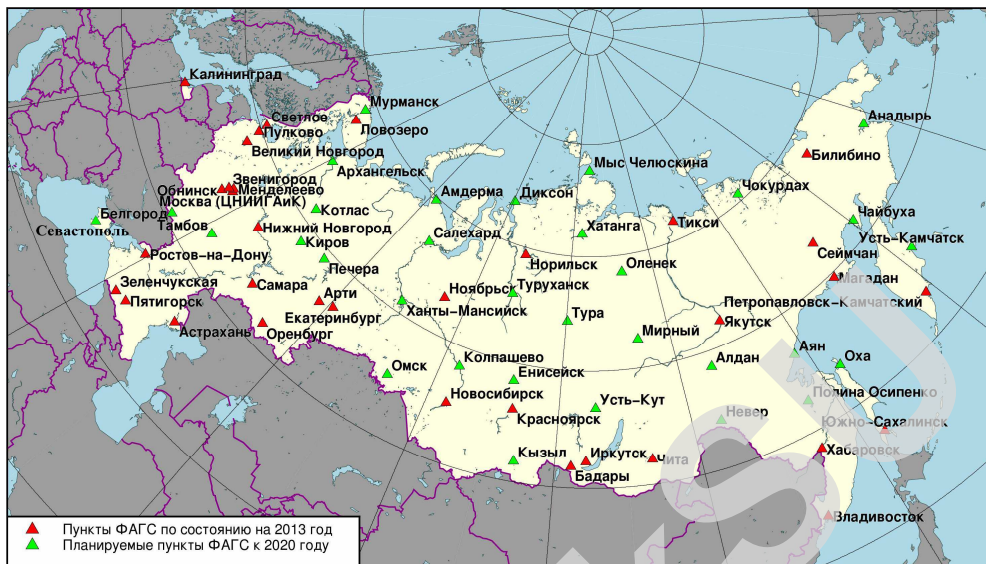 Калининград
Мурманск
Светлое
Ловозеро
Пулково
Великий Новгород
Анадырь
Билибино
Мыс Челюскина
Архангельск
Звенигород
Обнинск
Менделеево
Москва (ЦНИИГАиК)
Амдерма
Диксон
Чокурдах
Белгород
Котлас
Севастополь
Тамбов
Нижний Новгород
Киров
Салехард
Хатанга
Тикси
Чайбуха
Усть-Камчатск
Ростов-на-Дону
Печера
Норильск
Оленек
Сеймчан
Магадан
Зеленчукская
Пятигорск
Самара
Арти
Ноябрьск
Туруханск
Петропавловск-Камчатский
Астрахань
Екатеринбург
Оренбург
Ханты-Мансийск
Тура
Мирный
Якутск
Омск
Колпашево
Енисейск
Алдан
Аян
Оха
Новосибирск
Красноярск
Усть-Кут
Невер
Полина Осипенко
Южно-Сахалинск
Кызыл
Бадары
Иркутск
Чита
Хабаровск
Владивосток
Пункты ФАГС по состоянию на 2013 год
Планируемые пункты ФАГС к 2020 году